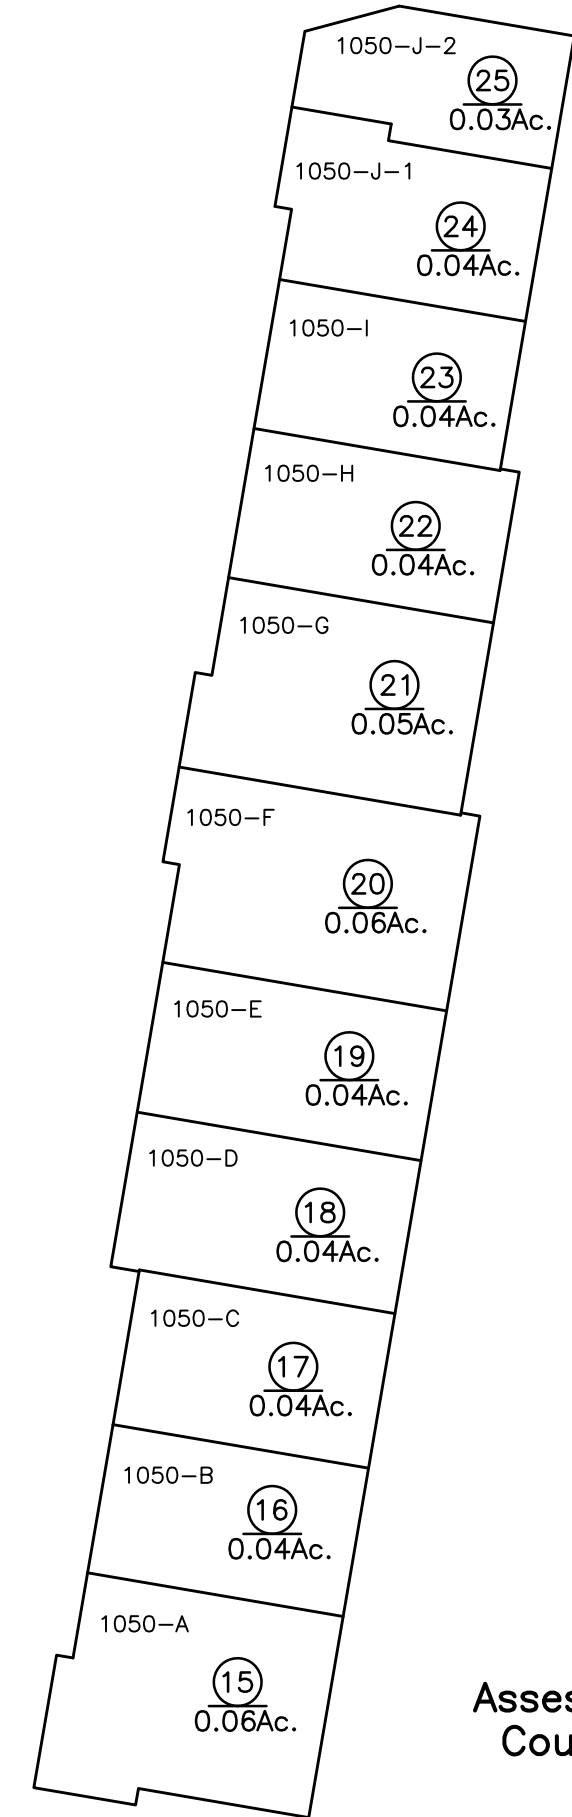 1050-J-2
25
0.03Ac.
1050-J-1
24
0.04Ac.
1050-I
23
0.04Ac.
1050-H
22
0.04Ac.
1050-G
21
0.05Ac.
1050-F
20
0.06Ac.
1050-E
19
0.04Ac.
1050-D
18
0.04Ac.
1050-C
17
0.04Ac.
1050-B
16
0.04Ac.
1050-A
15
0.06Ac.
Asses
Cou